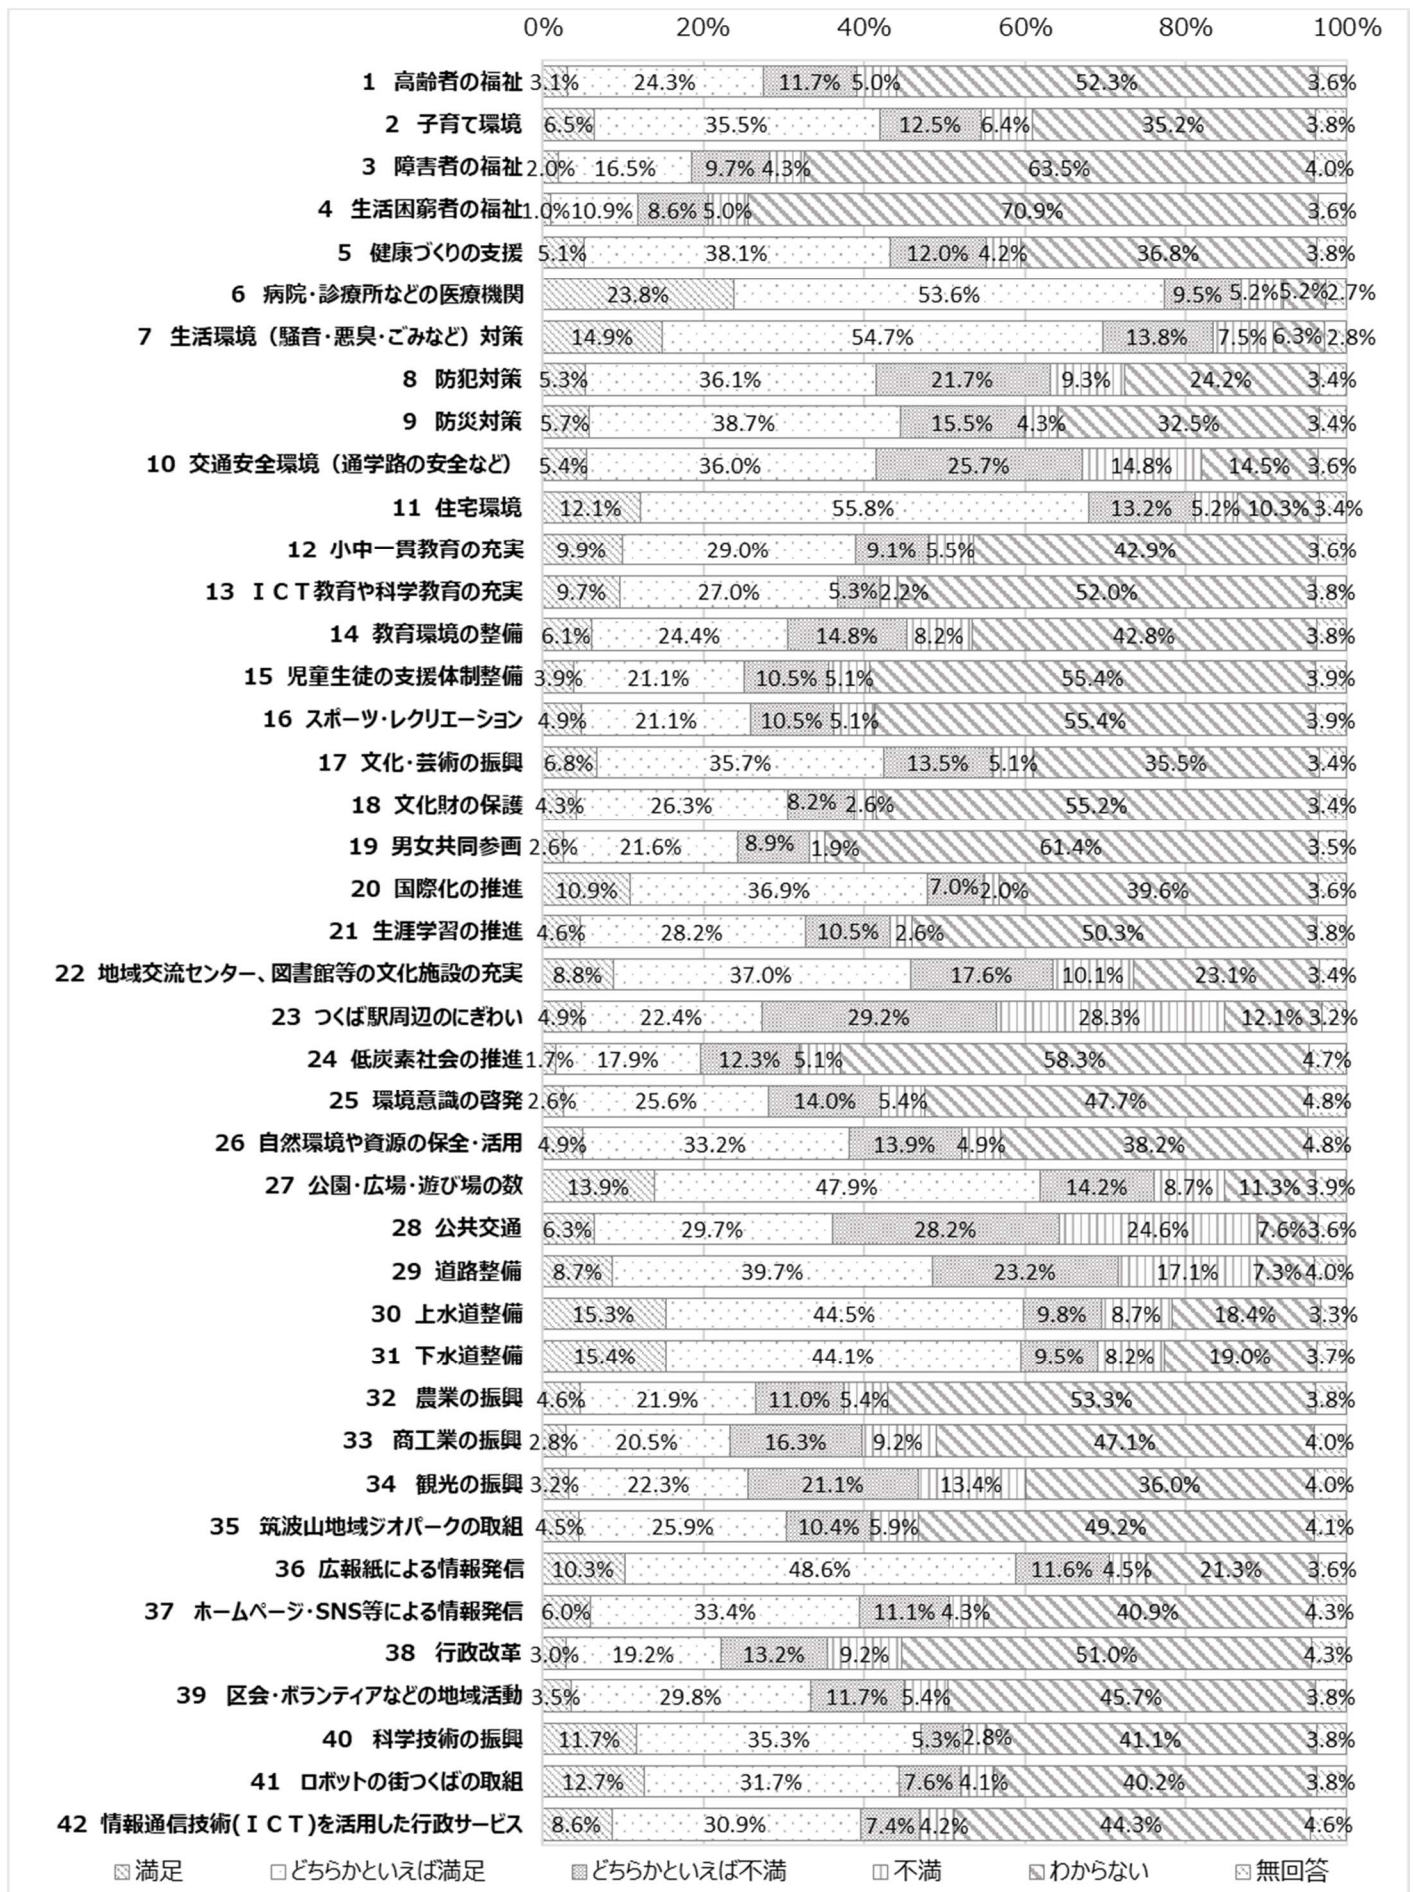 0% 20% 40% 60% 80% 100%
1 高齢者の福祉 3.1% 24.3% 11.7% 5.0% 52.3% 3.6%
2 子育て環境 6.5% 35.5% 12.5% 6.4% 35.2% 3.8%
3 障害者の福祉 2.0% 16.5% 9.7% 4.3% 63.5% 4.0%
4 生活困窮者の福祉 1.0% 10.9% 8.6% 5.0% 70.9% 3.6%
5 健康づくりの支援 5.1% 38.1% 12.0% 4.2% 36.8% 3.8%
6 病院・診療所などの医療機関 23.8% 53.6% 9.5% 5.2% 5.2% 2.7%
7 生活環境（騒音・悪臭・ごみなど）対策 14.9% 54.7% 13.8% 7.5% 6.3% 2.8%
8 防犯対策 5.3% 36.1% 21.7% 9.3% 24.2% 3.4%
9 防災対策 5.7% 38.7% 15.5% 4.3% 32.5% 3.4%
10 交通安全環境（通学路の安全など） 5.4% 36.0% 25.7% 14.8% 14.5% 3.6%
11 住宅環境 12.1% 55.8% 13.2% 5.2% 10.3% 3.4%
12 小中一貫教育の充実 9.9% 29.0% 9.1% 5.5% 42.9% 3.6%
13 ＩＣＴ教育や科学教育の充実 9.7% 27.0% 5.3% 2.2% 52.0% 3.8%
14 教育環境の整備 6.1% 24.4% 14.8% 8.2% 42.8% 3.8%
15 児童生徒の支援体制整備 3.9% 21.1% 10.5% 5.1% 55.4% 3.9%
16 スポーツ・レクリエーション 4.9% 21.1% 10.5% 5.1% 55.4% 3.9%
17 文化・芸術の振興 6.8% 35.7% 13.5% 5.1% 35.5% 3.4%
18 文化財の保護 4.3% 26.3% 8.2% 2.6% 55.2% 3.4%
19 男女共同参画 2.6% 21.6% 8.9% 1.9% 61.4% 3.5%
20 国際化の推進 10.9% 36.9% 7.0% 2.0% 39.6% 3.6%
21 生涯学習の推進 4.6% 28.2% 10.5% 2.6% 50.3% 3.8%
22 地域交流センター、図書館等の文化施設の充実 8.8% 37.0% 17.6% 10.1% 23.1% 3.4%
23 つくば駅周辺のにぎわい 4.9% 22.4% 29.2% 28.3% 12.1% 3.2%
24 低炭素社会の推進 1.7% 17.9% 12.3% 5.1% 58.3% 4.7%
25 環境意識の啓発 2.6% 25.6% 14.0% 5.4% 47.7% 4.8%
26 自然環境や資源の保全・活用 4.9% 33.2% 13.9% 4.9% 38.2% 4.8%
27 公園・広場・遊び場の数 13.9% 47.9% 14.2% 8.7% 11.3% 3.9%
28 公共交通 6.3% 29.7% 28.2% 24.6% 7.6% 3.6%
29 道路整備 8.7% 39.7% 23.2% 17.1% 7.3% 4.0%
30 上水道整備 15.3% 44.5% 9.8% 8.7% 18.4% 3.3%
31 下水道整備 15.4% 44.1% 9.5% 8.2% 19.0% 3.7%
32 農業の振興 4.6% 21.9% 11.0% 5.4% 53.3% 3.8%
33 商工業の振興 2.8% 20.5% 16.3% 9.2% 47.1% 4.0%
34 観光の振興 3.2% 22.3% 21.1% 13.4% 36.0% 4.0%
35 筑波山地域ジオパークの取組 4.5% 25.9% 10.4% 5.9% 49.2% 4.1%
36 広報紙による情報発信 10.3% 48.6% 11.6% 4.5% 21.3% 3.6%
37 ホームページ・SNS等による情報発信 6.0% 33.4% 11.1% 4.3% 40.9% 4.3%
38 行政改革 3.0% 19.2% 13.2% 9.2% 51.0% 4.3%
39 区会・ボランティアなどの地域活動 3.5% 29.8% 11.7% 5.4% 45.7% 3.8%
40 科学技術の振興 11.7% 35.3% 5.3% 2.8% 41.1% 3.8%
41 ロボットの街つくばの取組 12.7% 31.7% 7.6% 4.1% 40.2% 3.8%
42 情報通信技術(ＩＣＴ)を活用した行政サービス 8.6% 30.9% 7.4% 4.2% 44.3% 4.6%
満足 どちらかといえば満足 どちらかといえば不満 不満 わからない 無回答